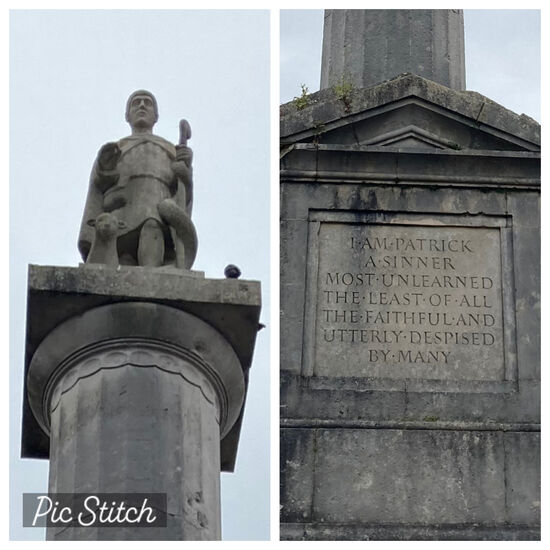 I·AM·PATRICK
A·SINNER
MOST·UNLEARNED
THE·LEAST·OF·ALL
THE·FAITHFUL·AND
UTTERLY·DESPISED
BY·MANY
Pic Stitch